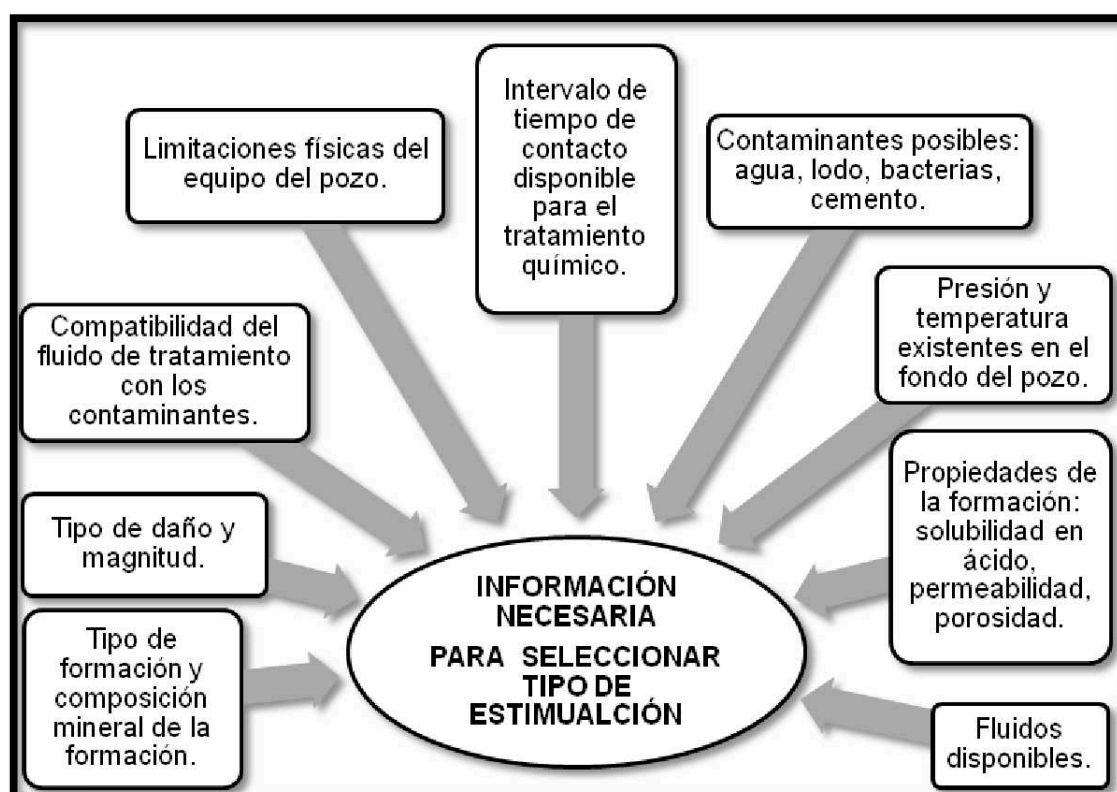 Limitaciones físicas del
equipo del pozo.
Intervalo de
tiempo de
contacto
disponible
para el
tratamiento
químico.
Contaminantes posibles:
agua, lodo, bacterias,
cemento.
Compatibilidad del
fluido de tratamiento
con los
contaminantes.
Presión y
temperatura
existentes en el
fondo del pozo.
Tipo de daño y
magnitud.
Propiedades de
la formación:
solubilidad en
ácido,
permeabilidad,
porosidad.
Tipo de
formación y
composición
mineral de la
formación.
INFORMACIÓN
NECESARIA
PARA SELECCIONAR
TIPO DE
ESTIMUALCIÓN
Fluidos
disponibles.